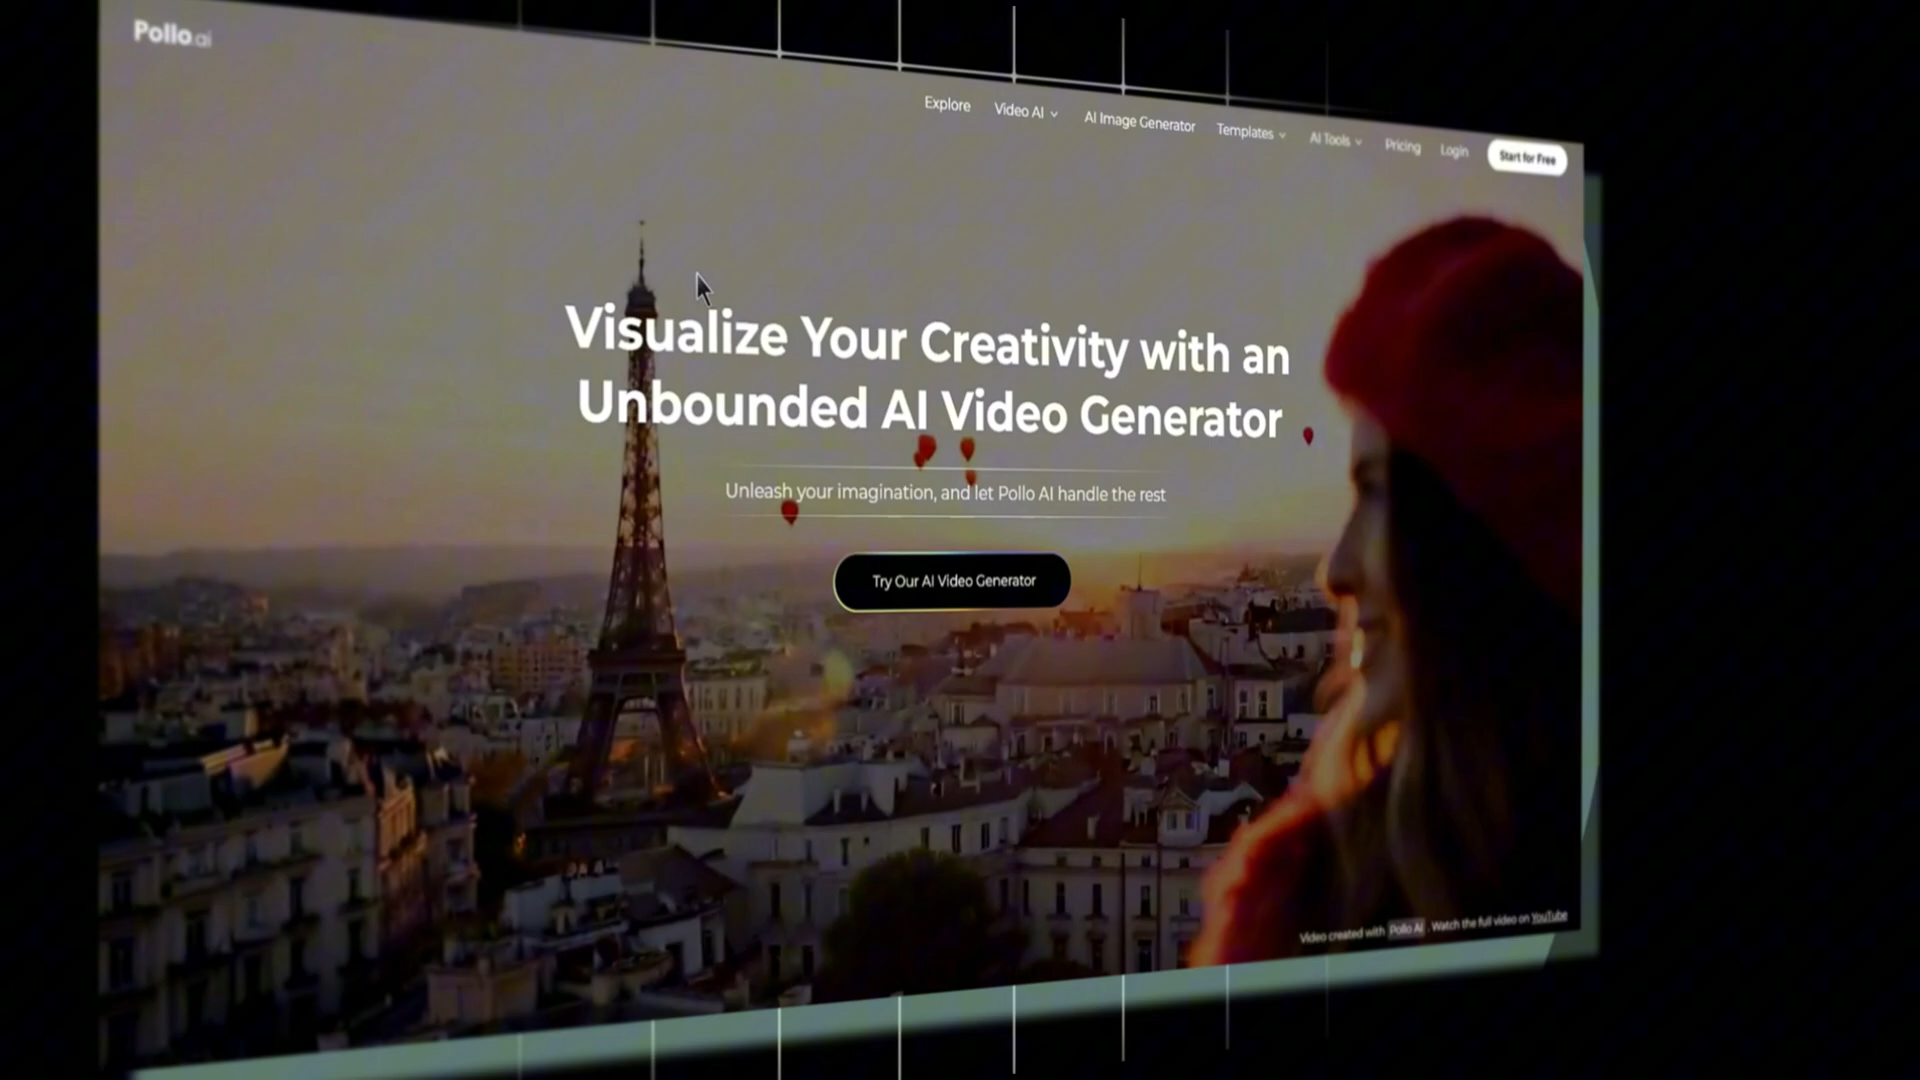 Pollo.ai
Explore Video AI AI Image Generator Templates AI Tools Pricing Login Start for Free
Visualize Your Creativity with an
Unbounded AI Video Generator
Unleash your imagination, and let Pollo AI handle the rest
Try Our AI Video Generator
Video created with Pollo AI . Watch the full video on YouTube